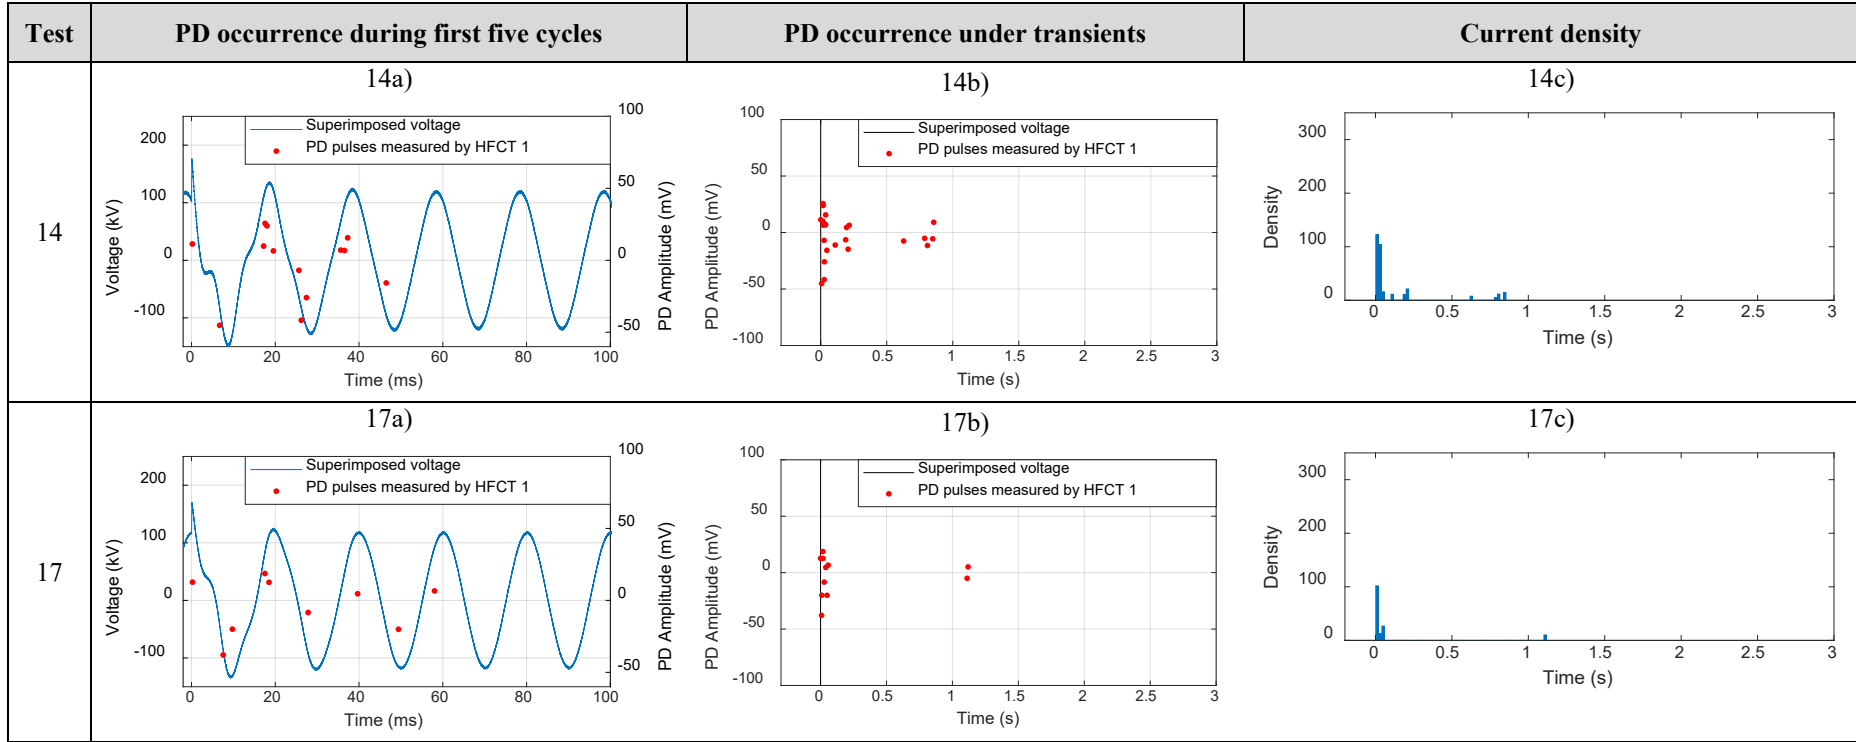 Test PD occurrence during first five cycles PD occurrence under transients Current density
14
14a)
200
100
0
-100
Voltage (kV)
100
50
0
-50
PD Amplitude (mV)
Superimposed voltage
PD pulses measured by HFCT 1
0 20 40 60 80 100
Time (ms)
14b)
100
50
0
-50
-100
PD Amplitude (mV)
Superimposed voltage
PD pulses measured by HFCT 1
0 0.5 1 1.5 2 2.5 3
Time (s)
14c)
300
200
100
0
Density
0 0.5 1 1.5 2 2.5 3
Time (s)
17
17a)
200
100
0
-100
Voltage (kV)
100
50
0
-50
PD Amplitude (mV)
Superimposed voltage
PD pulses measured by HFCT 1
0 20 40 60 80 100
Time (ms)
17b)
100
50
0
-50
-100
PD Amplitude (mV)
Superimposed voltage
PD pulses measured by HFCT 1
0 0.5 1 1.5 2 2.5 3
Time (s)
17c)
300
200
100
0
Density
0 0.5 1 1.5 2 2.5 3
Time (s)